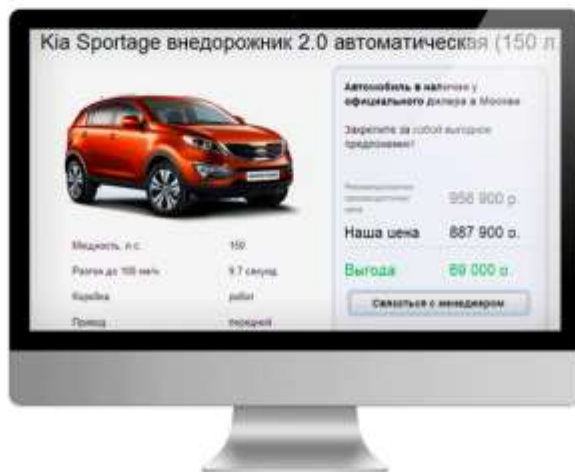 Kia Sportage внедорожник 2.0 автоматическая (150 л
Автомобиль в наличии у
официального дилера в Москве
Закрепите за собой выгодное
предложение!
956 900 р.
Наша цена 887 900 р.
Выгода 69 000 р.
Связаться с менеджером
Мощность, л.с. 150
Разгон до 100 км/ч 9.7 секунд
Коробка робот
Привод передний